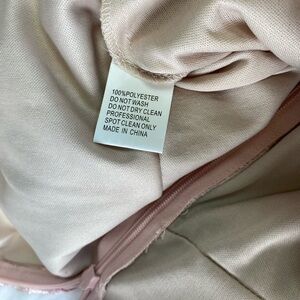 100%POLYESTER
DO NOT WASH
DO NOT DRY CLEAN
PROFESSIONAL
SPOT CLEAN ONLY
MADE IN CHINA